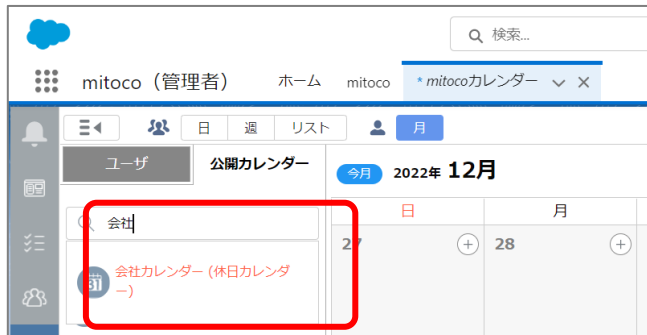 検索...
mitoco（管理者） ホーム mitoco * mitocoカレンダー
日 週 リスト 月
ユーザ 公開カレンダー 今月 2022年 12月
日 月
会社
27 28
31
会社カレンダー (休日カレンダ
ー)